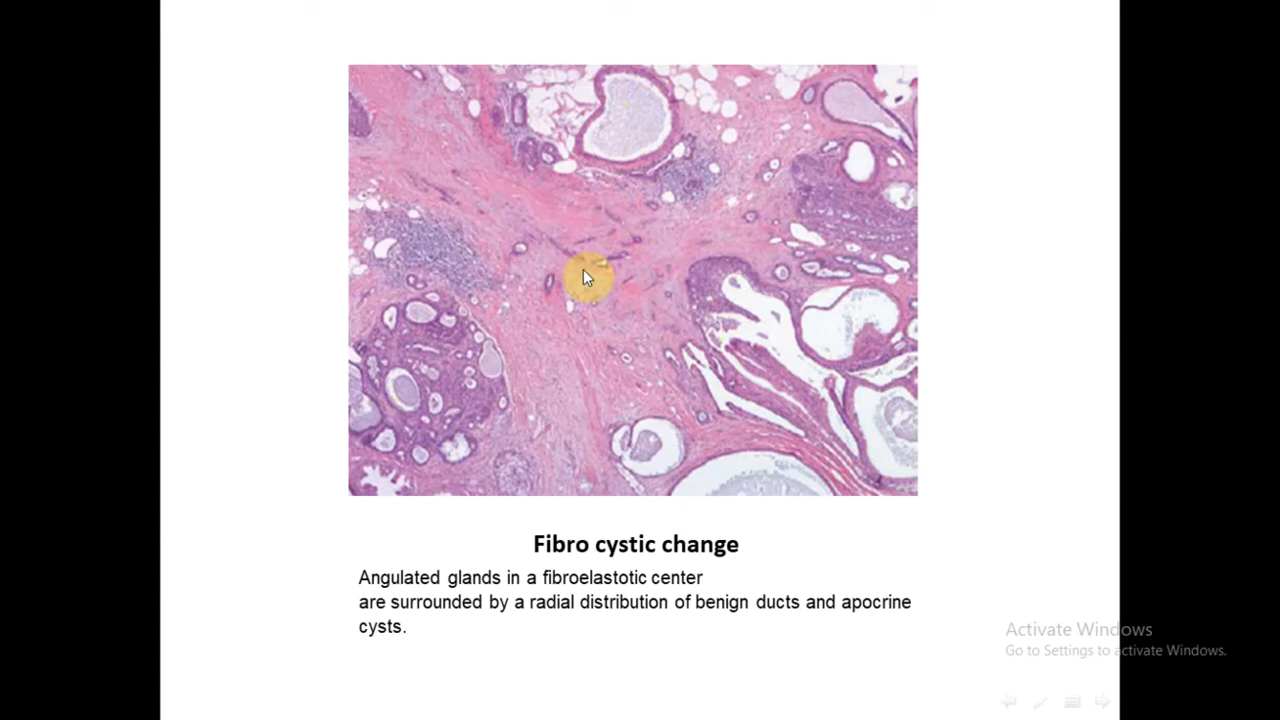 Fibro cystic change
Angulated glands in a fibroelastotic center
are surrounded by a radial distribution of benign ducts and apocrine
cysts.
Activate Windows
Go to Settings to activate Windows.